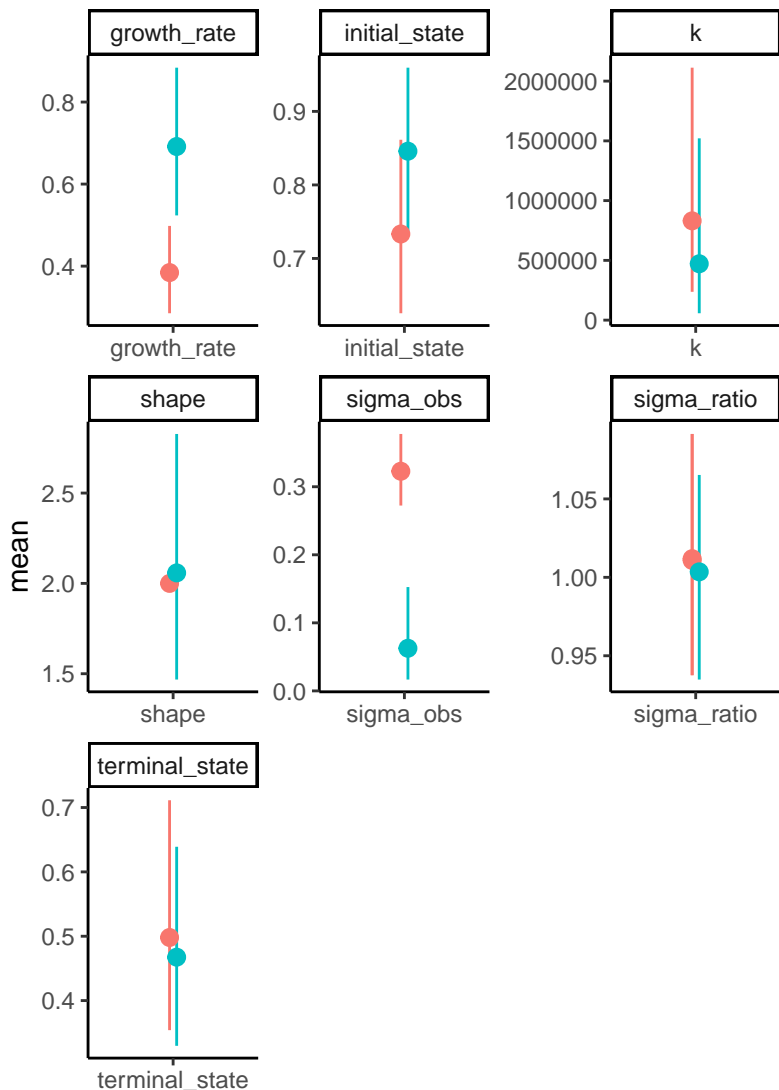 growth_rate
initial_state
k
0.8
0.6
0.4
0.9
0.8
0.7
2000000
1500000
1000000
500000
0
growth_rate
initial_state
k
mean
shape
sigma_obs
sigma_ratio
2.5
2.0
1.5
0.3
0.2
0.1
0.0
1.05
1.00
0.95
shape
sigma_obs
sigma_ratio
terminal_state
0.7
0.6
0.5
0.4
terminal_state